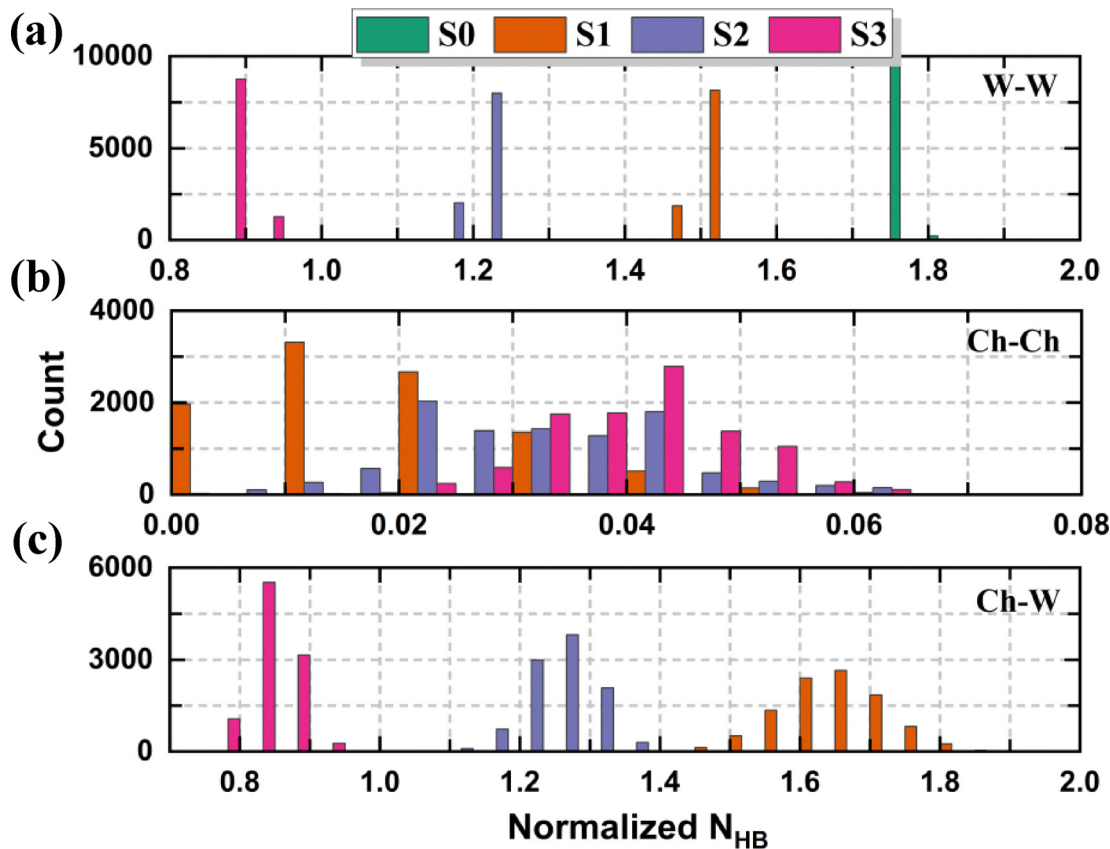 (a)
S0 S1 S2 S3
10000
W-W
5000
0
0.8 1.0 1.2 1.4 1.6 1.8 2.0
(b)
4000
Ch-Ch
2000
0
0.00 0.02 0.04 0.06 0.08
Count
(c)
6000
Ch-W
3000
0
0.8 1.0 1.2 1.4 1.6 1.8 2.0
Normalized N_HB